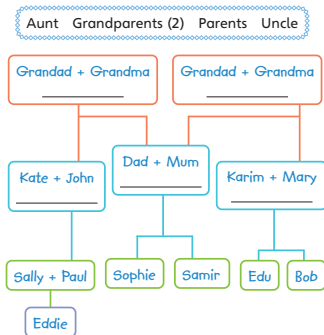 Aunt Grandparents (2) Parents Uncle
Grandad + Grandma
Grandad + Grandma
Kate + John
Dad + Mum
Karim + Mary
Sally + Paul
Sophie
Samir
Edu
Bob
Eddie